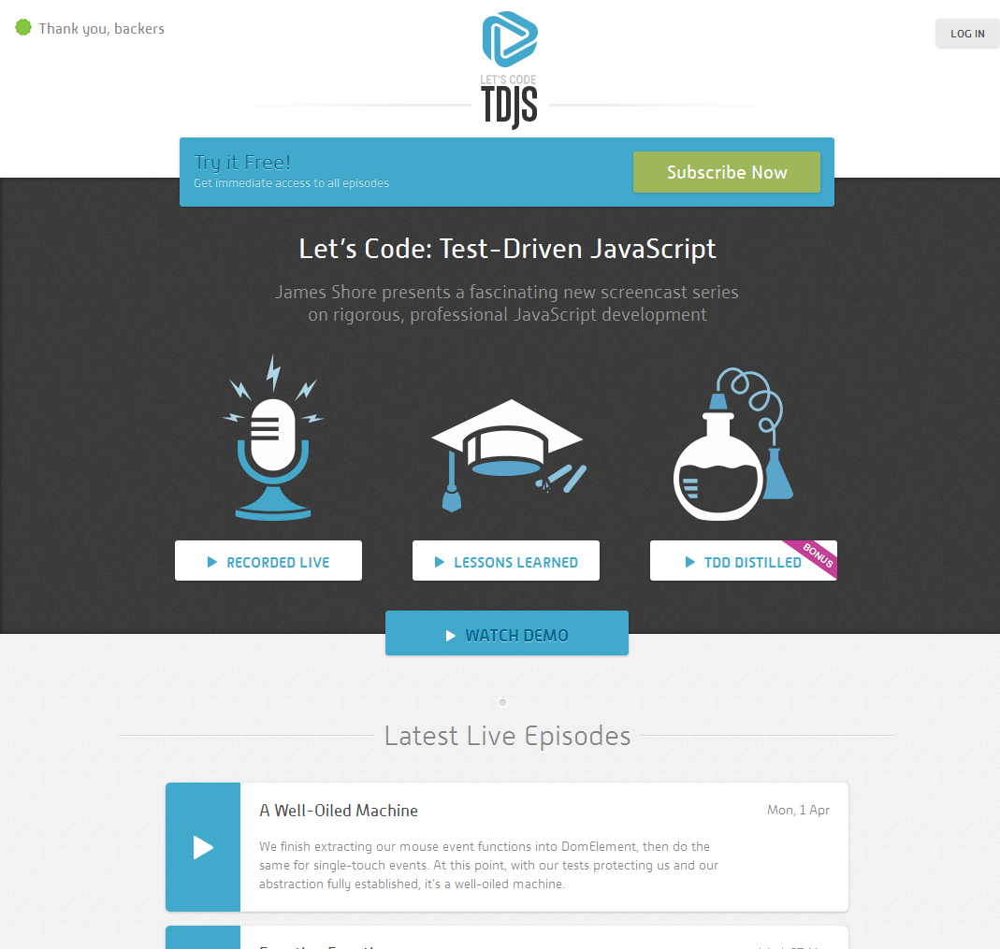 Thank you, backers
LOG IN
LET'S CODE
TDJS
Try it Free!
Get immediate access to all episodes
Subscribe Now
Let’s Code: Test-Driven JavaScript
James Shore presents a fascinating new screencast series
on rigorous, professional JavaScript development
RECORDED LIVE
LESSONS LEARNED
TDD DISTILLED
BONUS
WATCH DEMO
Latest Live Episodes
A Well-Oiled Machine
Mon, 1 Apr
We finish extracting our mouse event functions into DomElement, then do the
same for single-touch events. At this point, with our tests protecting us and our
abstraction fully established, it’s a well-oiled machine.